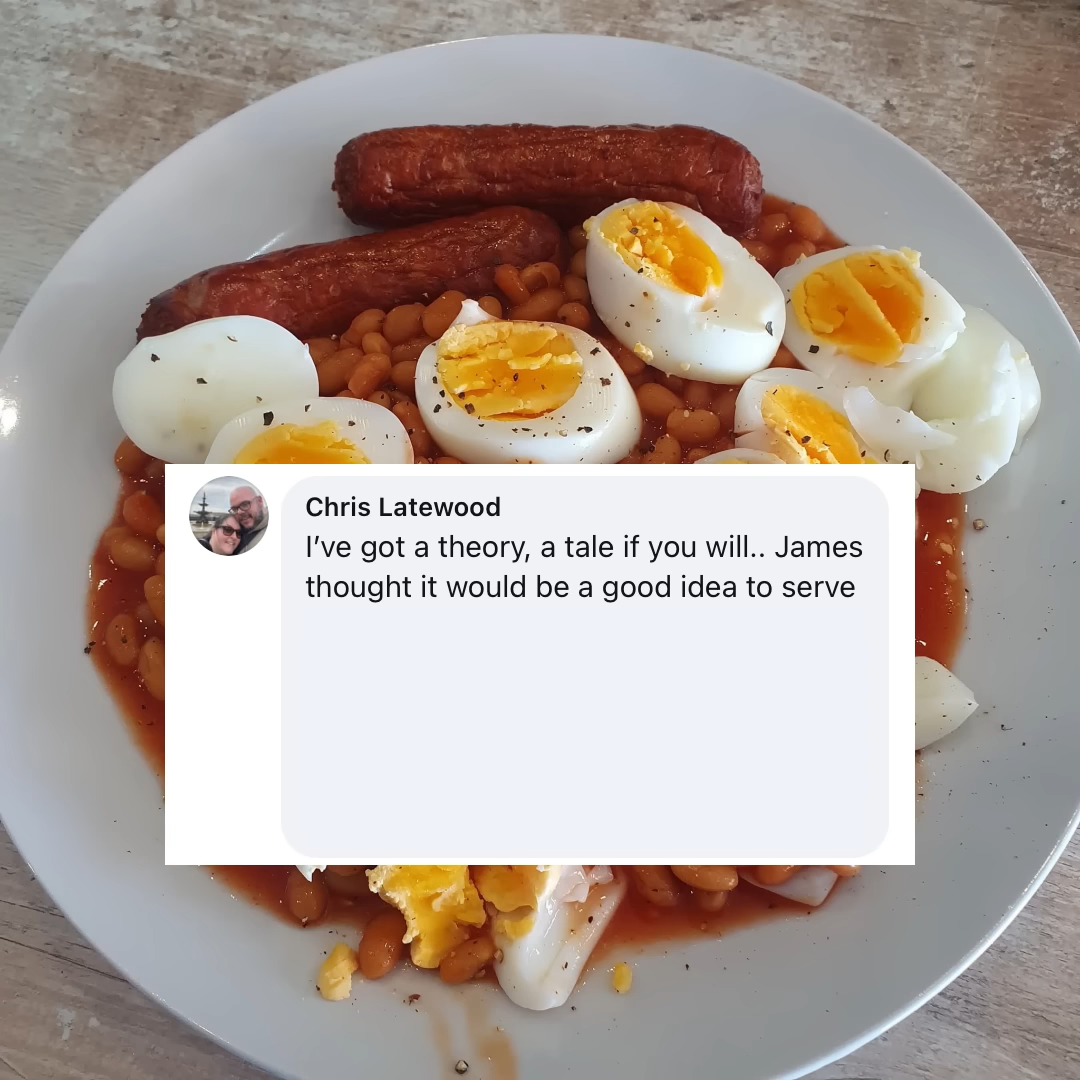 Chris Latewood
I've got a theory, a tale if you will.. James
thought it would be a good idea to serve